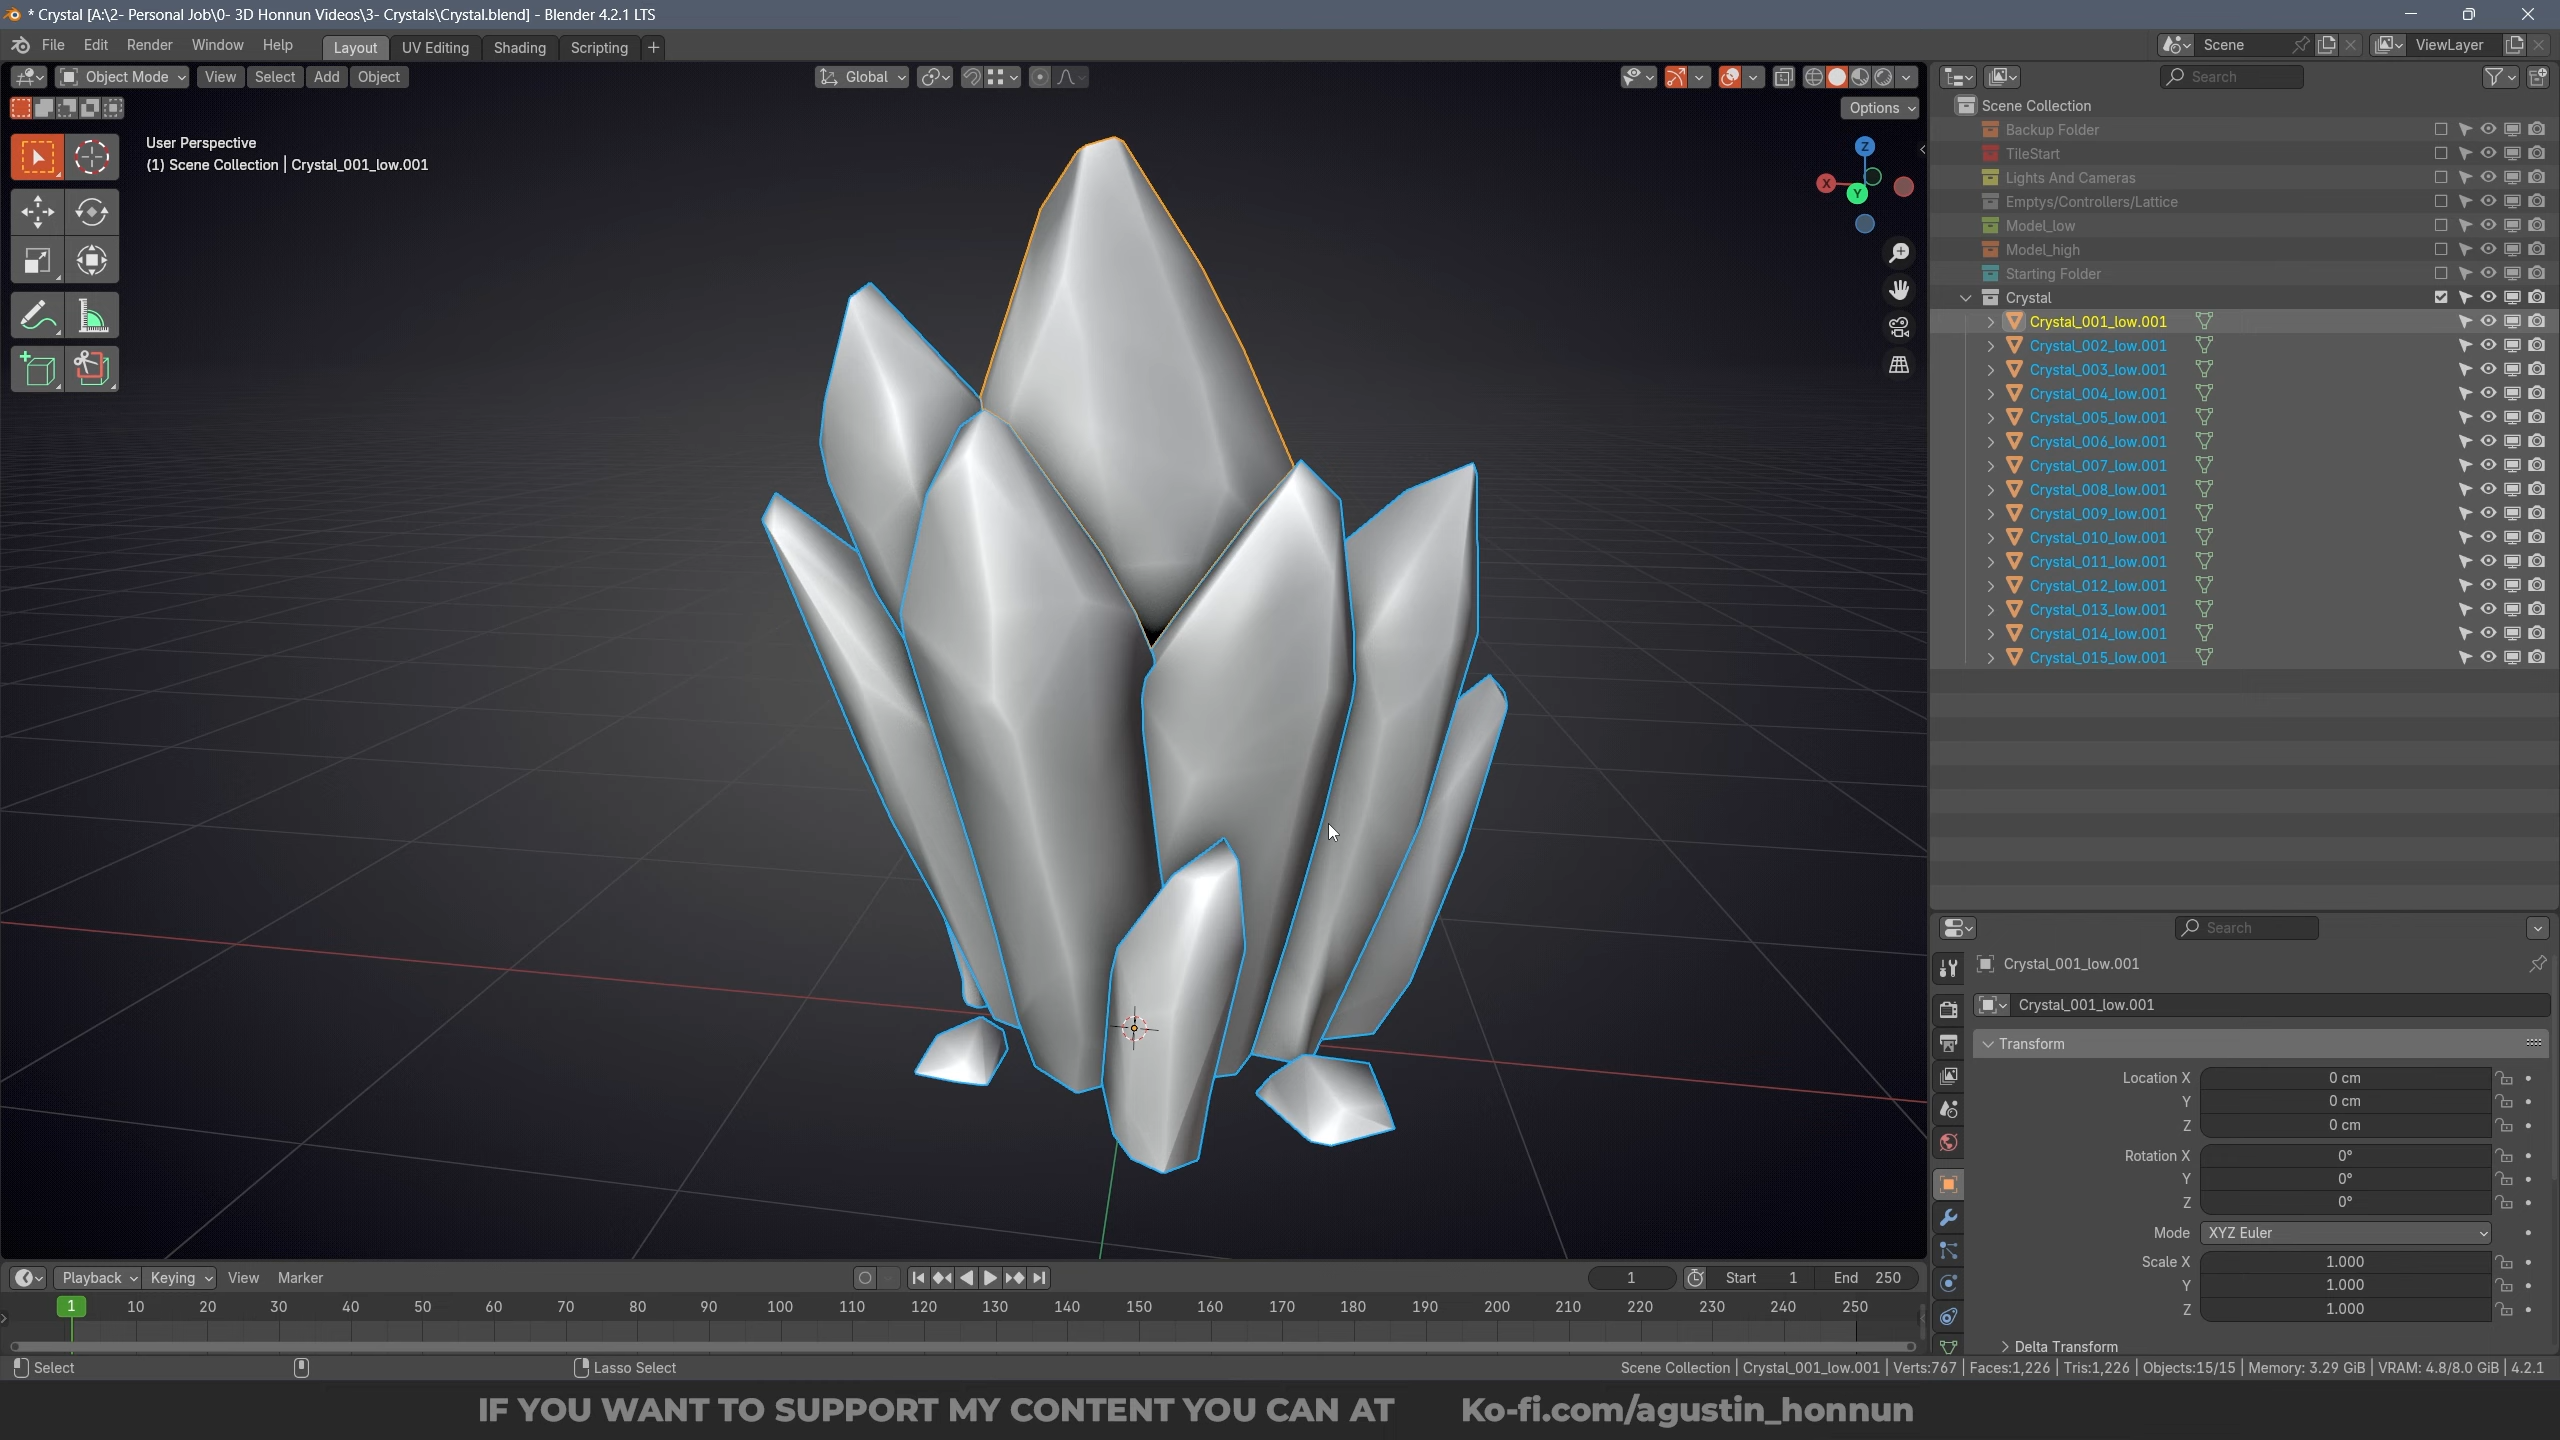 * Crystal [A:\2- Personal Job\0- 3D Honnun Videos\3- Crystals\Crystal.blend] - Blender 4.2.1 LTS
File Edit Render Window Help Layout UV Editing Shading Scripting + Scene ViewLayer
Object Mode View Select Add Object Global Search
Options
User Perspective
(1) Scene Collection | Crystal_001_low.001
Z
X
Y
Scene Collection
Backup Folder
TileStart
Lights And Cameras
Emptys/Controllers/Lattice
Model_low
Model_high
Starting Folder
Crystal
Crystal_001_low.001
Crystal_002_low.001
Crystal_003_low.001
Crystal_004_low.001
Crystal_005_low.001
Crystal_006_low.001
Crystal_007_low.001
Crystal_008_low.001
Crystal_009_low.001
Crystal_010_low.001
Crystal_011_low.001
Crystal_012_low.001
Crystal_013_low.001
Crystal_014_low.001
Crystal_015_low.001
Search
Crystal_001_low.001
Crystal_001_low.001
Transform
Location X 0 cm
Y 0 cm
Z 0 cm
Rotation X 0°
Y 0°
Z 0°
Mode XYZ Euler
Scale X 1.000
Y 1.000
Z 1.000
Delta Transform
Playback Keying View Marker 1 Start 1 End 250
1 10 20 30 40 50 60 70 80 90 100 110 120 130 140 150 160 170 180 190 200 210 220 230 240 250
Select Lasso Select Scene Collection | Crystal_001_low.001 | Verts:767 | Faces:1,226 | Tris:1,226 | Objects:15/15 | Memory: 3.29 GiB | VRAM: 4.8/8.0 GiB | 4.2.1
IF YOU WANT TO SUPPORT MY CONTENT YOU CAN AT Ko-fi.com/agustin_honnun